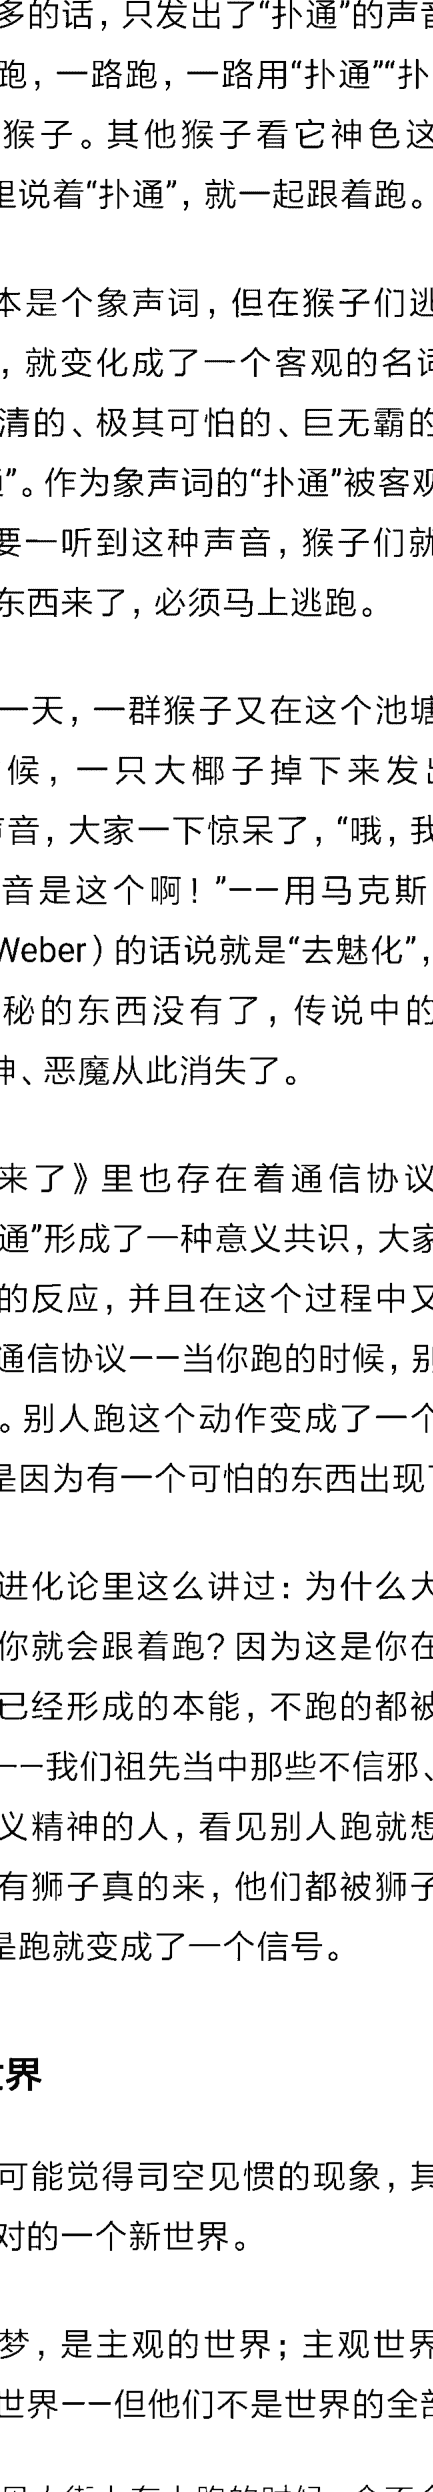 多的话，只发出了“扑通”的声音
跑，一路跑，一路用“扑通”“扑
猴子。其他猴子看它神色这
里说着“扑通”，就一起跟着跑。
本是个象声词，但在猴子们逃
，就变化成了一个客观的名词
清的、极其可怕的、巨无霸的
通”。作为象声词的“扑通”被客观
要一听到这种声音，猴子们就
东西来了，必须马上逃跑。
一天，一群猴子又在这个池塘
候，一只大椰子掉下来发出
声音，大家一下惊呆了，“哦，我
音是这个啊！”——用马克斯
Weber）的话说就是“去魅化”，
秘的东西没有了，传说中的
神、恶魔从此消失了。
来了》里也存在着通信协议
通”形成了一种意义共识，大家
的反应，并且在这个过程中又
通信协议——当你跑的时候，别
。别人跑这个动作变成了一个
是因为有一个可怕的东西出现了
进化论里这么讲过：为什么大
你就会跟着跑？因为这是你在
已经形成的本能，不跑的都被
——我们祖先当中那些不信邪、
义精神的人，看见别人跑就想
有狮子真的来，他们都被狮子
是跑就变成了一个信号。
世界
可能觉得司空见惯的现象，其
对的一个新世界。
梦，是主观的世界；主观世界
世界——但他们不是世界的全部